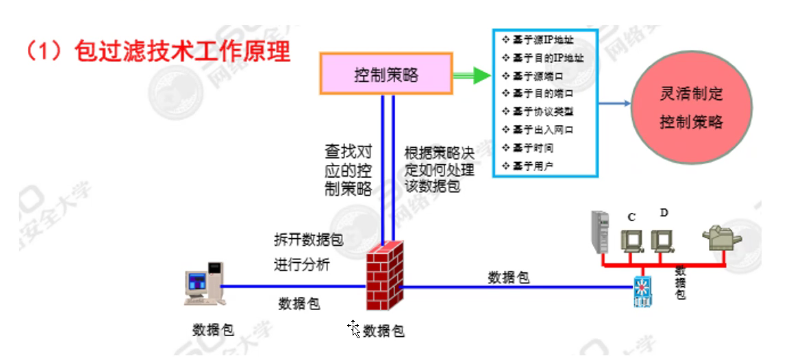 (1)包过滤技术工作原理
控制策略
❖ 基于源IP地址
❖ 基于目的IP地址
❖ 基于源端口
❖ 基于目的端口
❖ 基于协议类型
❖ 基于出入网口
❖ 基于时间
❖ 基于用户
灵活制定
控制策略
查找对
应的控
制策略
根据策略决
定如何处理
该数据包
拆开数据包
进行分析
数据包
数据包
数据包
数据包
C
D
数据包
网络安全大学